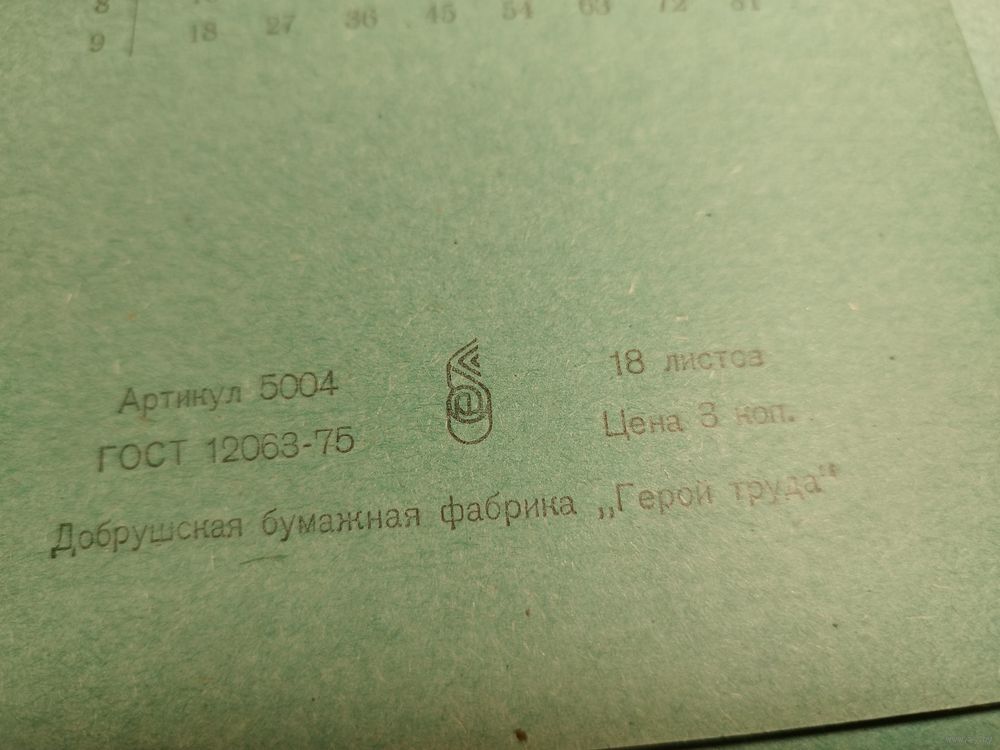 8
9 18 27 36 45 54 63 72 81
Артикул 5004
18 листов
ГОСТ 12063-75
Цена 3 коп.
Добрушская бумажная фабрика „Герой труда“